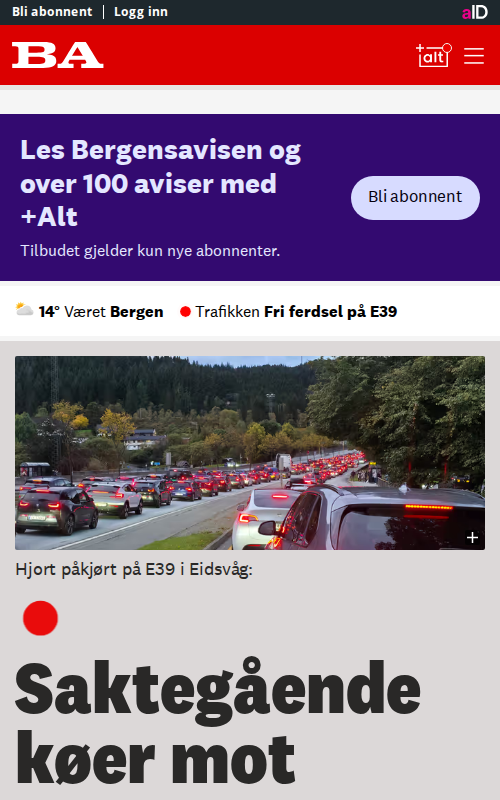 Bli abonnent
Logg inn
aID
BA
+alt
Les Bergensavisen og
over 100 aviser med
+Alt
Tilbudet gjelder kun nye abonnenter.
Bli abonnent
14° Været Bergen
Trafikken Fri ferdsel på E39
Hjort påkjørt på E39 i Eidsvåg:
Saktegående
køer mot